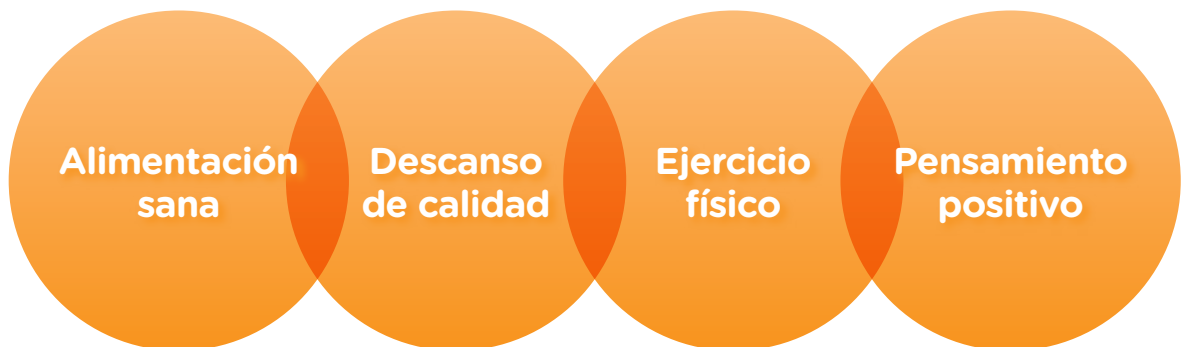 Alimentación
sana
Descanso
de calidad
Ejercicio
físico
Pensamiento
positivo